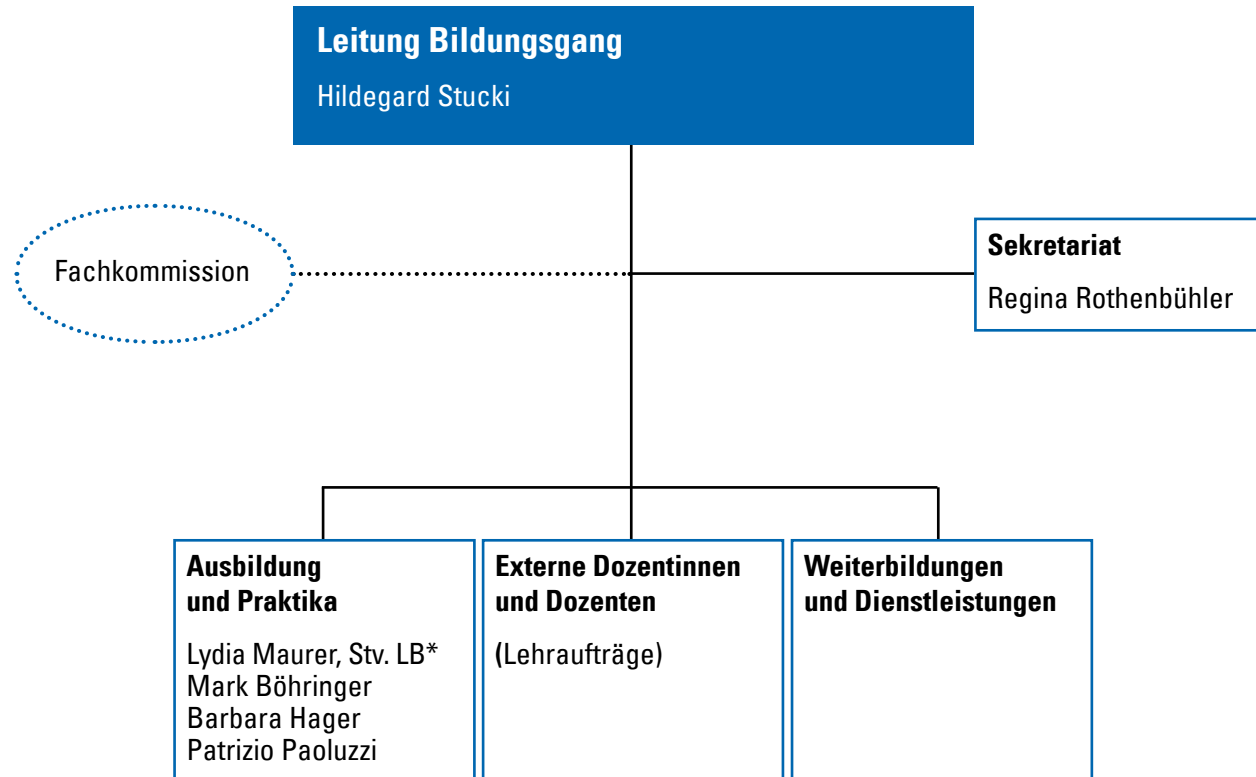 Leitung Bildungsgang
Hildegard Stucki
Fachkommission
Sekretariat
Regina Rothenbühler
Ausbildung
und Praktika
Lydia Maurer, Stv. LB*
Mark Böhringer
Barbara Hager
Patrizio Paoluzzi
Externe Dozentinnen
und Dozenten
(Lehraufträge)
Weiterbildungen
und Dienstleistungen